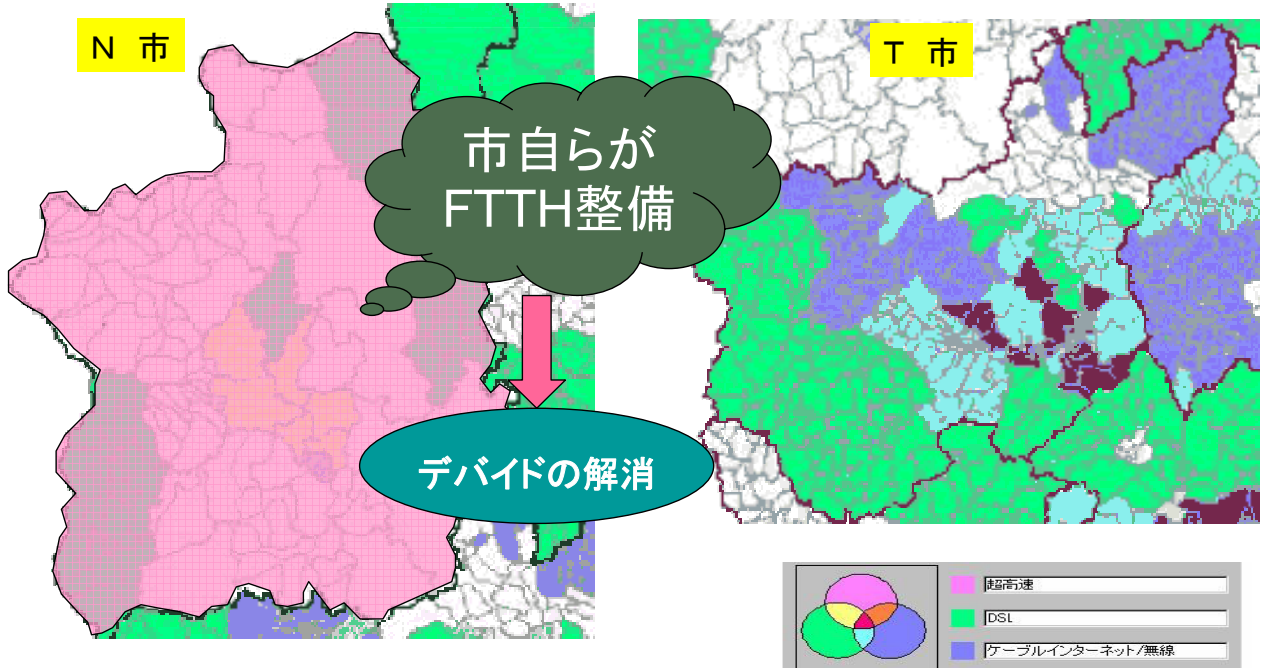 N 市
T 市
市自らが
FTTH整備
デバイドの解消
超高速
DSL
ケーブルインターネット/無線